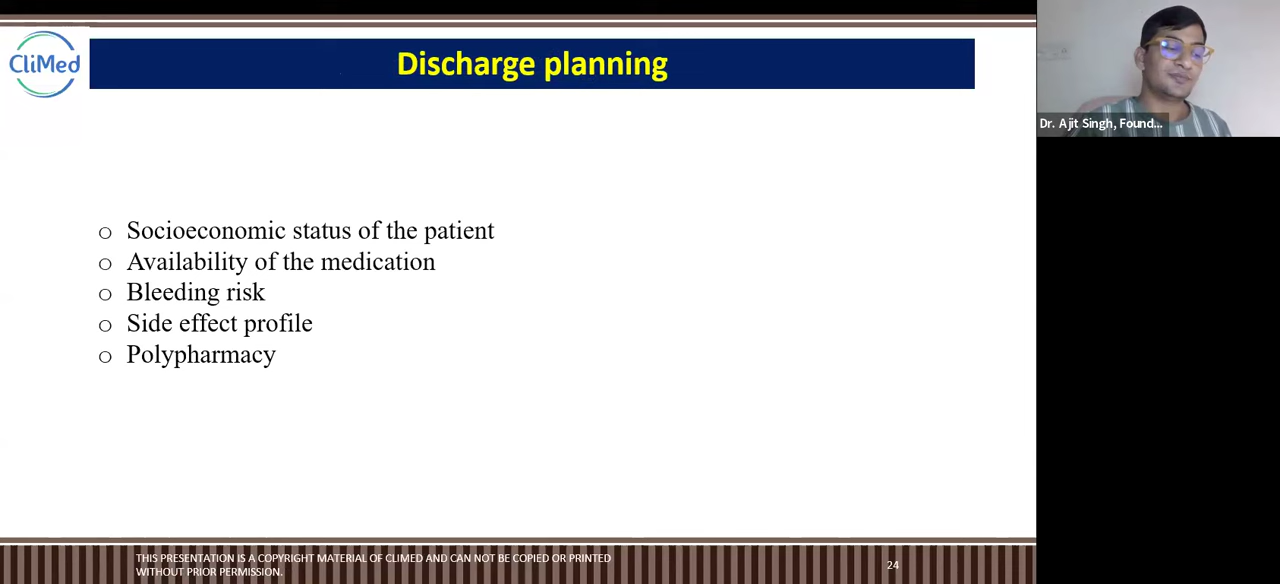 CliMed
Discharge planning
Dr. Ajit Singh, Found...
o Socioeconomic status of the patient
o Availability of the medication
o Bleeding risk
o Side effect profile
o Polypharmacy
THIS PRESENTATION IS A COPYRIGHT MATERIAL OF CLIMED AND CAN NOT BE COPIED OR PRINTED
WITHOUT PRIOR PERMISSION.
24